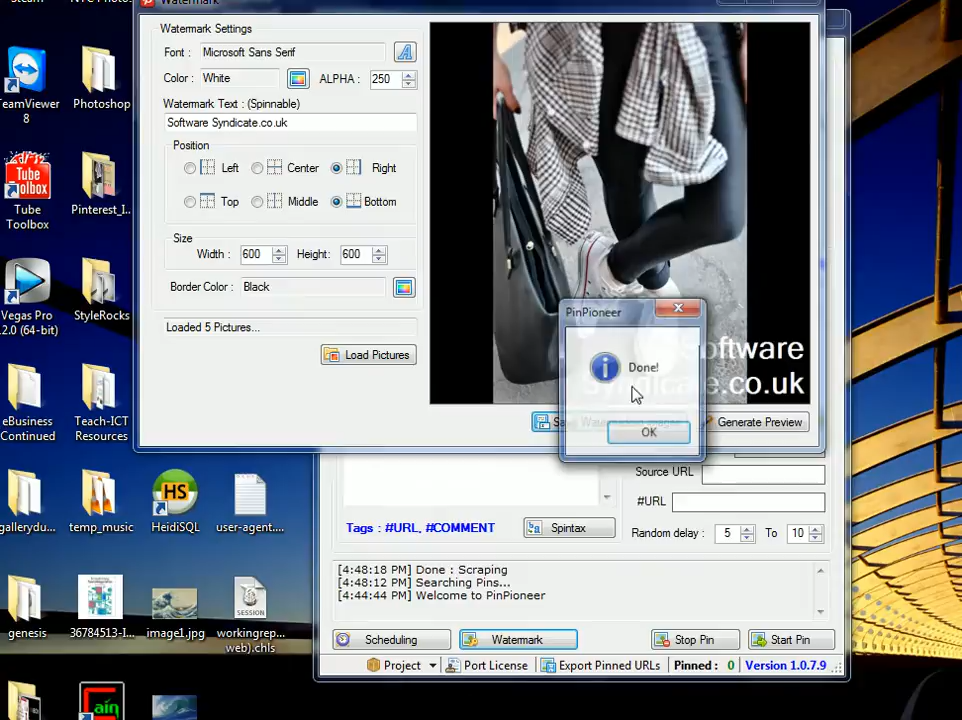 Watermark
TeamViewer
8
Photoshop
Tube
Toolbox
Pinterest_I...
Vegas Pro
12.0 (64-bit)
StyleRocks
eBusiness
Continued
Teach-ICT
Resources
gallerydu...
temp_music
HeidiSQL
user-agent....
genesis
36784513-I...
image1.jpg
SESSION
workingrep...
web).chls
Watermark Settings
Font :
Microsoft Sans Serif
Color :
White
ALPHA :
250
Watermark Text : (Spinnable)
Software Syndicate.co.uk
Position
Left
Center
Right
Top
Middle
Bottom
Size
Width :
600
Height:
600
Border Color :
Black
Loaded 5 Pictures...
Load Pictures
Software
Syndicate.co.uk
Generate Preview
PinPioneer
Done!
OK
Source URL
#URL
Tags : #URL, #COMMENT
Spintax
Random delay :
5
To
10
[4:48:18 PM] Done : Scraping
[4:48:12 PM] Searching Pins...
[4:44:44 PM] Welcome to PinPioneer
Scheduling
Watermark
Stop Pin
Start Pin
Project
Port License
Export Pinned URLs
Pinned : 0
Version 1.0.7.9